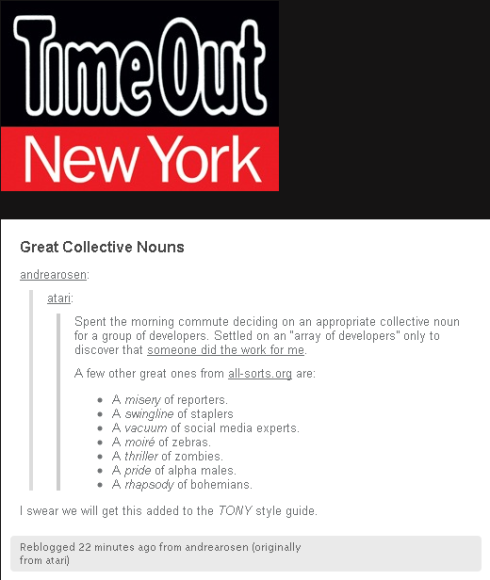 Time Out
New York
Great Collective Nouns
andrearosen:
atari:
Spent the morning commute deciding on an appropriate collective noun
for a group of developers. Settled on an "array of developers" only to
discover that someone did the work for me.
A few other great ones from all-sorts.org are:
• A misery of reporters.
• A swingline of staplers
• A vacuum of social media experts.
• A moiré of zebras.
• A thriller of zombies.
• A pride of alpha males.
• A rhapsody of bohemians.
I swear we will get this added to the TONY style guide.
Reblogged 22 minutes ago from andrearosen (originally
from atari)